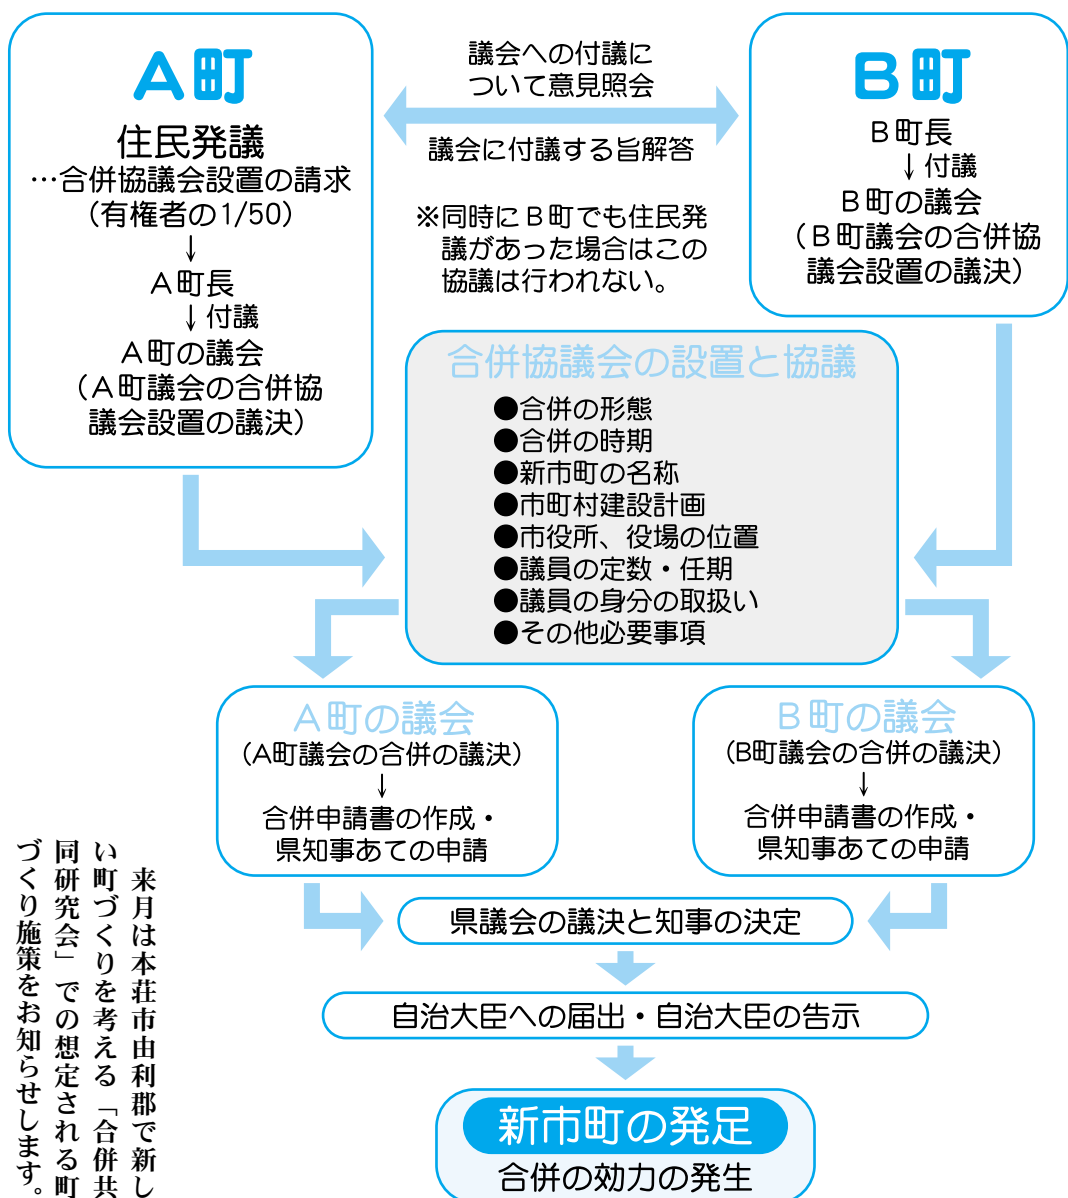 A町
住民発議
…合併協議会設置の請求
（有権者の1/50）
↓
A町長
↓付議
A町の議会
（A町議会の合併協
議会設置の議決）
議会への付議に
ついて意見照会
議会に付議する旨解答
※同時にB町でも住民発
議があった場合はこの
協議は行われない。
B町
B町長
↓付議
B町の議会
（B町議会の合併協
議会設置の議決）
合併協議会の設置と協議
●合併の形態
●合併の時期
●新市町の名称
●市町村建設計画
●市役所、役場の位置
●議員の定数・任期
●議員の身分の取扱い
●その他必要事項
A町の議会
（A町議会の合併の議決）
↓
合併申請書の作成・
県知事あての申請
B町の議会
（B町議会の合併の議決）
↓
合併申請書の作成・
県知事あての申請
県議会の議決と知事の決定
自治大臣への届出・自治大臣の告示
新市町の発足
合併の効力の発生
来月は本荘市由利郡で新し
い町づくりを考える「合併共
同研究会」での想定される町
づくり施策をお知らせします。